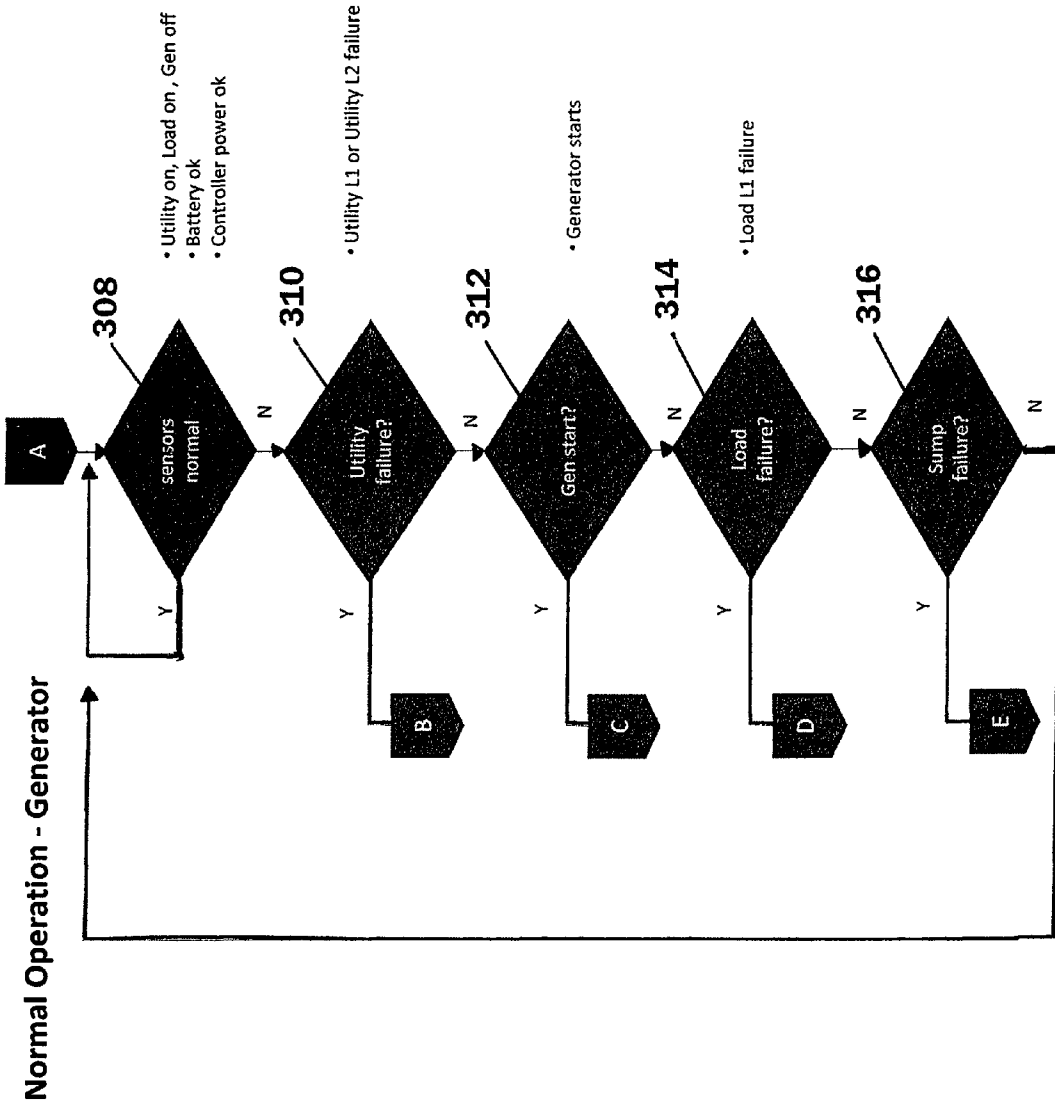 Normal Operation - Generator
A
308
sensors
normal
• Utility on, Load on , Gen off
• Battery ok
• Controller power ok
Y
N
310
Utility
failure?
• Utility L1 or Utility L2 failure
Y
N
B
312
Gen start?
• Generator starts
Y
N
C
314
Load
failure?
• Load L1 failure
Y
N
D
316
Sump
failure?
Y
N
E